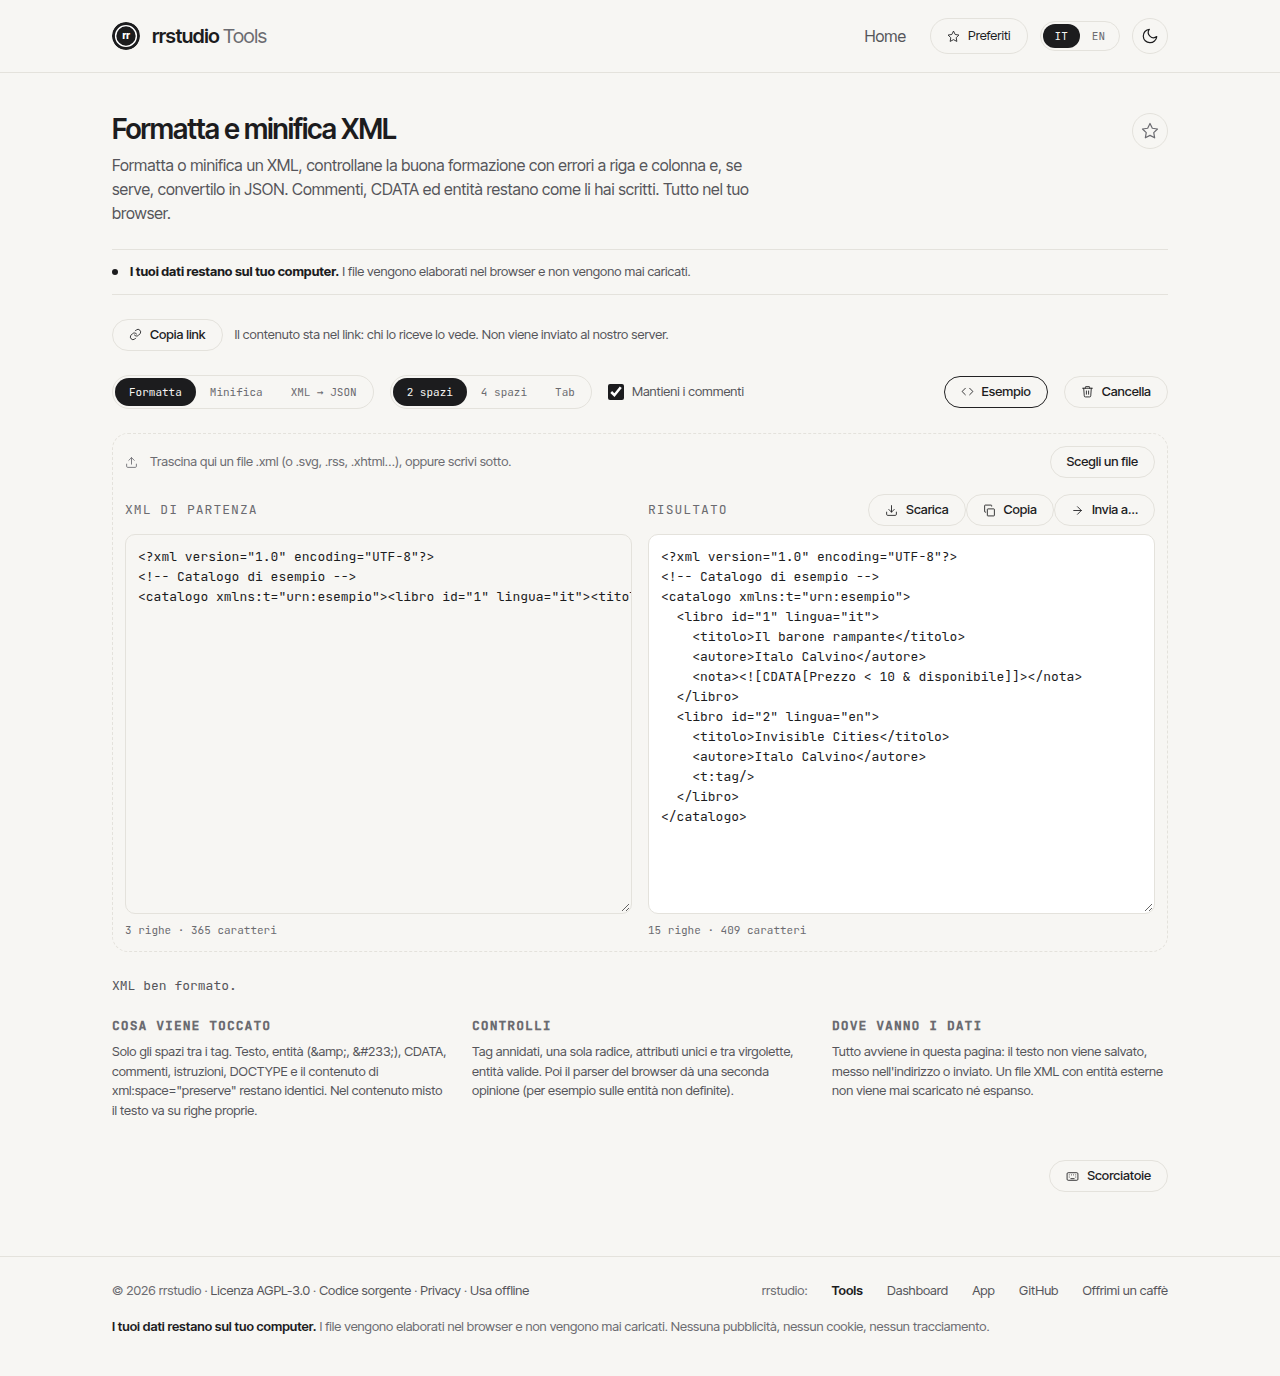 rr rrstudio Tools
Home
Preferiti
IT EN
Formatta e minifica XML
Formatta o minifica un XML, controllane la buona formazione con errori a riga e colonna e, se
serve, convertilo in JSON. Commenti, CDATA ed entità restano come li hai scritti. Tutto nel tuo
browser.
I tuoi dati restano sul tuo computer. I file vengono elaborati nel browser e non vengono mai caricati.
Copia link
Il contenuto sta nel link: chi lo riceve lo vede. Non viene inviato al nostro server.
Formatta Minifica XML → JSON
2 spazi 4 spazi Tab
Mantieni i commenti
Esempio
Cancella
Trascina qui un file .xml (o .svg, .rss, .xhtml…), oppure scrivi sotto.
Scegli un file
XML DI PARTENZA
<?xml version="1.0" encoding="UTF-8"?>
<!-- Catalogo di esempio -->
<catalogo xmlns:t="urn:esempio"><libro id="1" lingua="it"><titol
3 righe · 365 caratteri
RISULTATO
Scarica
Copia
Invia a…
<?xml version="1.0" encoding="UTF-8"?>
<!-- Catalogo di esempio -->
<catalogo xmlns:t="urn:esempio">
  <libro id="1" lingua="it">
    <titolo>Il barone rampante</titolo>
    <autore>Italo Calvino</autore>
    <nota><![CDATA[Prezzo < 10 & disponibile]]></nota>
  </libro>
  <libro id="2" lingua="en">
    <titolo>Invisible Cities</titolo>
    <autore>Italo Calvino</autore>
    <t:tag/>
  </libro>
</catalogo>
15 righe · 409 caratteri
XML ben formato.
COSA VIENE TOCCATO
Solo gli spazi tra i tag. Testo, entità (&amp;, &#233;), CDATA,
commenti, istruzioni, DOCTYPE e il contenuto di
xml:space="preserve" restano identici. Nel contenuto misto
il testo va su righe proprie.
CONTROLLI
Tag annidati, una sola radice, attributi unici e tra virgolette,
entità valide. Poi il parser del browser dà una seconda
opinione (per esempio sulle entità non definite).
DOVE VANNO I DATI
Tutto avviene in questa pagina: il testo non viene salvato,
messo nell'indirizzo o inviato. Un file XML con entità esterne
non viene mai scaricato né espanso.
Scorciatoie
© 2026 rrstudio · Licenza AGPL-3.0 · Codice sorgente · Privacy · Usa offline
rrstudio: Tools Dashboard App GitHub Offrimi un caffè
I tuoi dati restano sul tuo computer. I file vengono elaborati nel browser e non vengono mai caricati. Nessuna pubblicità, nessun cookie, nessun tracciamento.